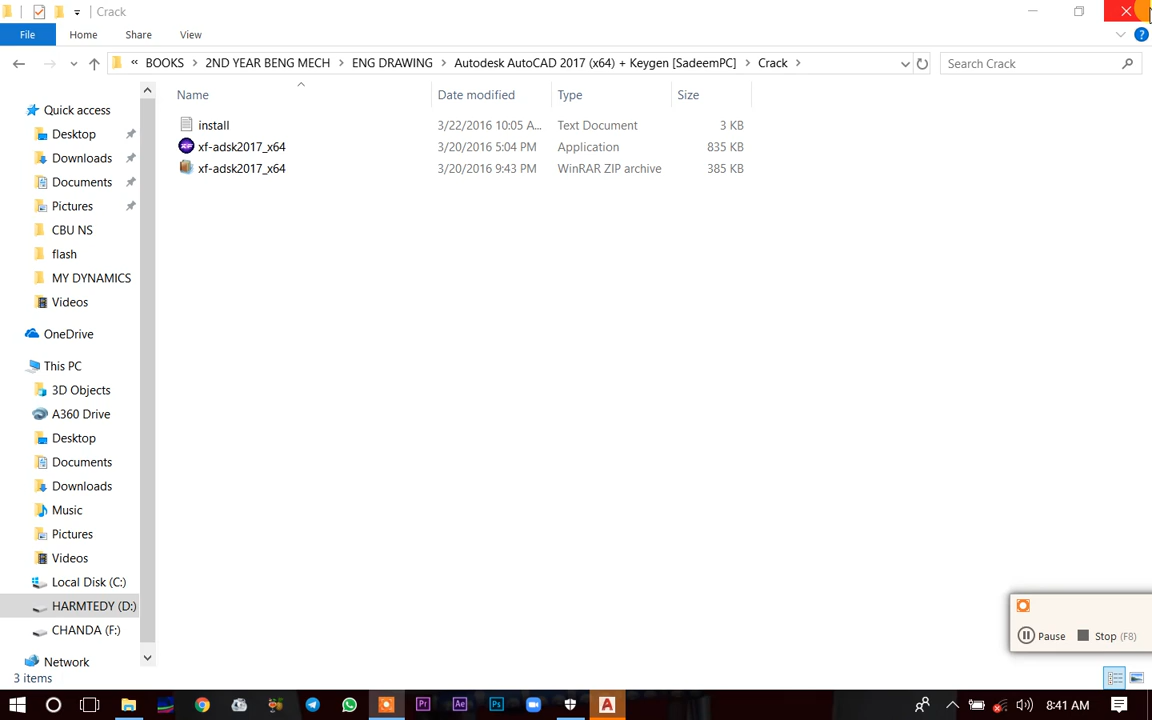 Crack
File Home Share View
« BOOKS > 2ND YEAR BENG MECH > ENG DRAWING > Autodesk AutoCAD 2017 (x64) + Keygen [SadeemPC] > Crack >
Search Crack
Name Date modified Type Size
install 3/22/2016 10:05 A... Text Document 3 KB
xf-adsk2017_x64 3/20/2016 5:04 PM Application 835 KB
xf-adsk2017_x64 3/20/2016 9:43 PM WinRAR ZIP archive 385 KB
Quick access
Desktop
Downloads
Documents
Pictures
CBU NS
flash
MY DYNAMICS
Videos
OneDrive
This PC
3D Objects
A360 Drive
Desktop
Documents
Downloads
Music
Pictures
Videos
Local Disk (C:)
HARMTEDY (D:)
CHANDA (F:)
Network
Pause Stop (F8)
3 items
Pr Ae Ps A
8:41 AM